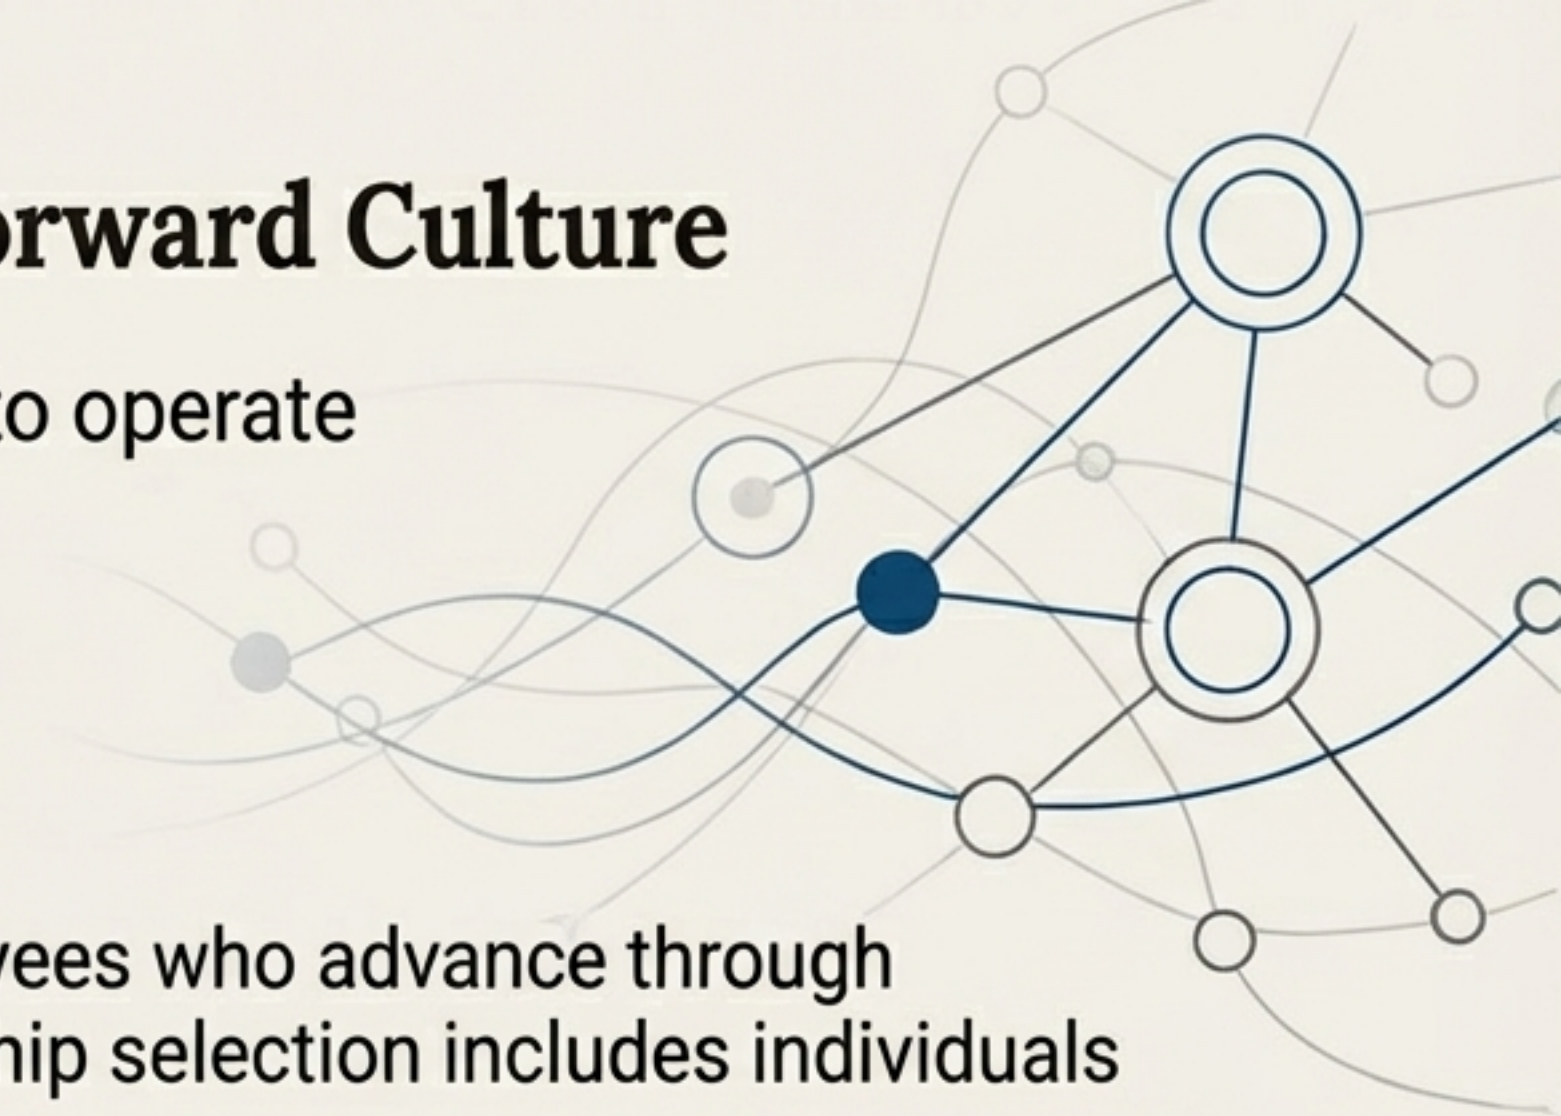 orward Culture
to operate
yees who advance through
hip selection includes individuals